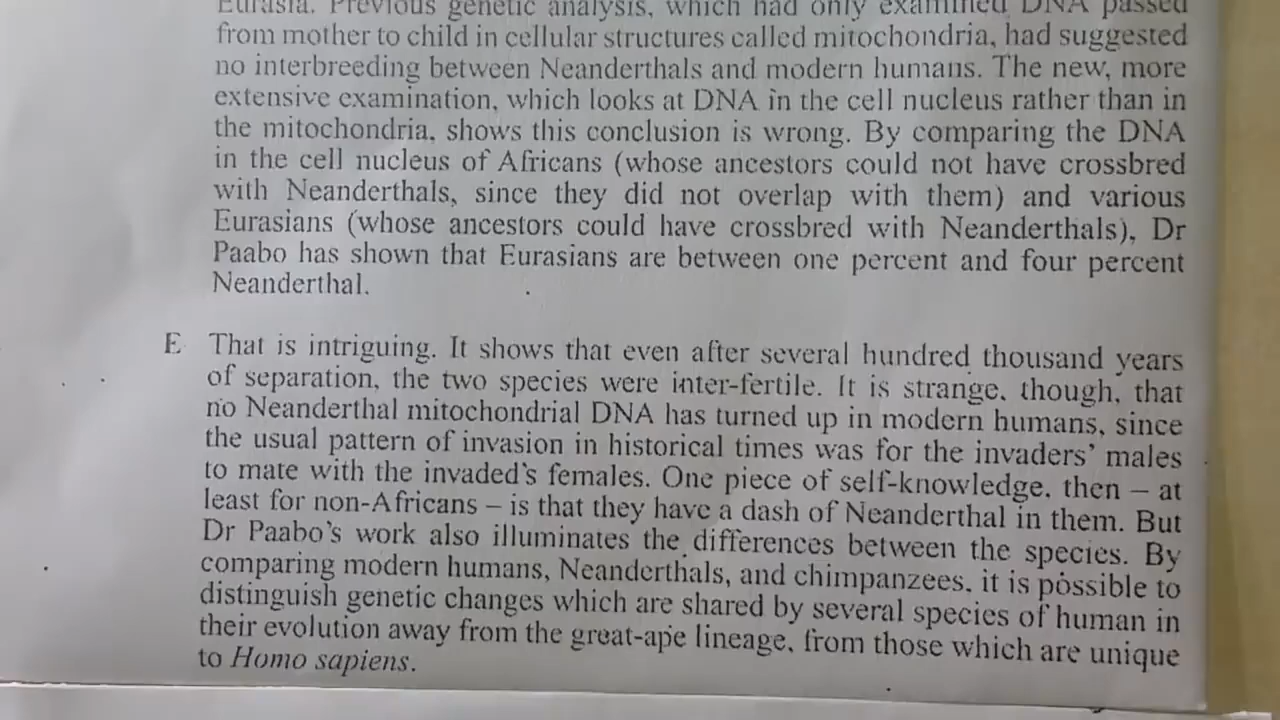 Eurasia. Previous genetic analysis, which had only examined DNA passed
from mother to child in cellular structures called mitochondria, had suggested
no interbreeding between Neanderthals and modern humans. The new, more
extensive examination, which looks at DNA in the cell nucleus rather than in
the mitochondria, shows this conclusion is wrong. By comparing the DNA
in the cell nucleus of Africans (whose ancestors could not have crossbred
with Neanderthals, since they did not overlap with them) and various
Eurasians (whose ancestors could have crossbred with Neanderthals), Dr
Paabo has shown that Eurasians are between one percent and four percent
Neanderthal.
E That is intriguing. It shows that even after several hundred thousand years
of separation, the two species were inter-fertile. It is strange, though, that
no Neanderthal mitochondrial DNA has turned up in modern humans, since
the usual pattern of invasion in historical times was for the invaders' males
to mate with the invaded's females. One piece of self-knowledge, then – at
least for non-Africans – is that they have a dash of Neanderthal in them. But
Dr Paabo's work also illuminates the differences between the species. By
comparing modern humans, Neanderthals, and chimpanzees, it is possible to
distinguish genetic changes which are shared by several species of human in
their evolution away from the great-ape lineage, from those which are unique
to Homo sapiens.